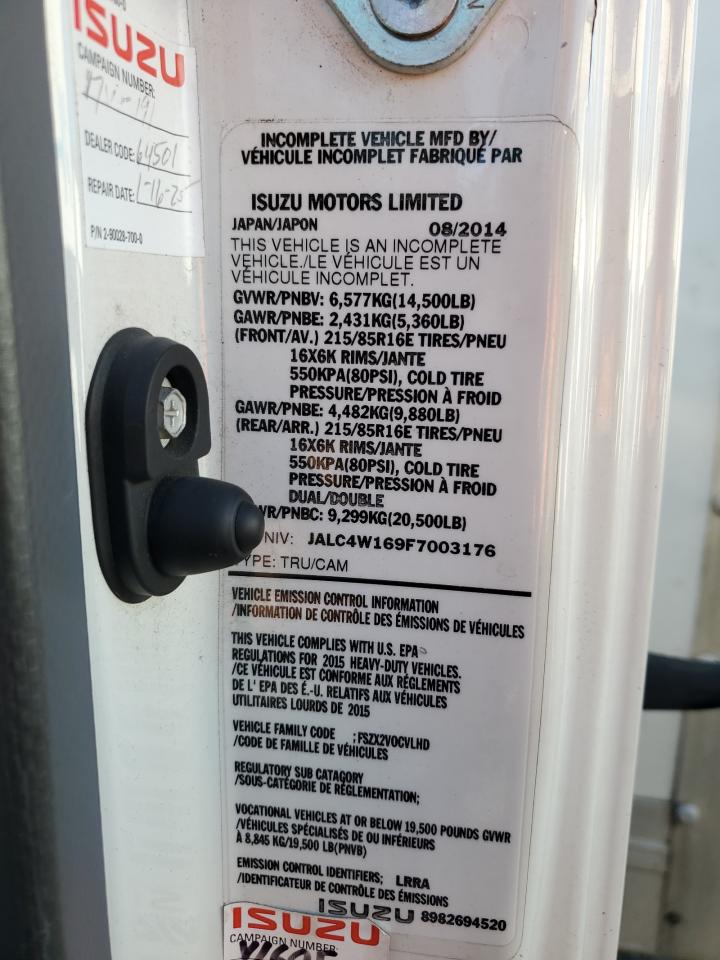 ISUZU
CAMPAIGN NUMBER:
DEALER CODE: 64501
REPAIR DATE: 1-16-25
P/N 2-90028-700-0
INCOMPLETE VEHICLE MFD BY/
VÉHICULE INCOMPLET FABRIQUÉ PAR
ISUZU MOTORS LIMITED
JAPAN/JAPON 08/2014
THIS VEHICLE IS AN INCOMPLETE
VEHICLE./LE VÉHICULE EST UN
VÉHICULE INCOMPLET.
GVWR/PNBV: 6,577KG(14,500LB)
GAWR/PNBE: 2,431KG(5,360LB)
(FRONT/AV.) 215/85R16E TIRES/PNEU
16X6K RIMS/JANTE
550KPA(80PSI), COLD TIRE
PRESSURE/PRESSION À FROID
GAWR/PNBE: 4,482KG(9,880LB)
(REAR/ARR.) 215/85R16E TIRES/PNEU
16X6K RIMS/JANTE
550KPA(80PSI), COLD TIRE
PRESSURE/PRESSION À FROID
DUAL/DOUBLE
WR/PNBC: 9,299KG(20,500LB)
NIV: JALC4W169F7003176
YPE: TRU/CAM
VEHICLE EMISSION CONTROL INFORMATION
/INFORMATION DE CONTRÔLE DES ÉMISSIONS DE VÉHICULES
THIS VEHICLE COMPLIES WITH U.S. EPA
REGULATIONS FOR 2015 HEAVY-DUTY VEHICLES.
/CE VÉHICULE EST CONFORME AUX RÈGLEMENTS
DE L' EPA DES É.-U. RELATIFS AUX VÉHICULES
UTILITAIRES LOURDS DE 2015
VEHICLE FAMILY CODE ;FSZX2VOCVLHD
/CODE DE FAMILLE DE VÉHICULES
REGULATORY SUB CATAGORY
/SOUS-CATÉGORIE DE RÉGLEMENTATION;
VOCATIONAL VEHICLES AT OR BELOW 19,500 POUNDS GVWR
/VÉHICULES SPÉCIALISÉS DE OU INFÉRIEURS
À 8,845 KG/19,500 LB(PNVB)
EMISSION CONTROL IDENTIFIERS; LRRA
/IDENTIFICATEUR DE CONTRÔLE DES ÉMISSIONS
ISUZU 8982694520
ISUZU
CAMPAIGN NUMBER: